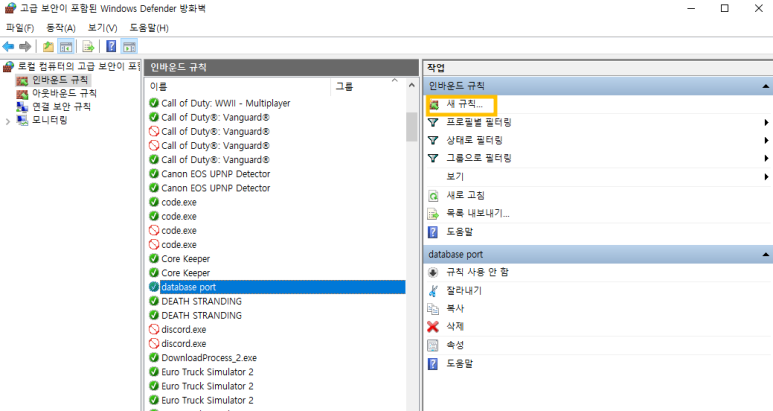 고급 보안이 포함된 Windows Defender 방화벽
파일(F) 동작(A) 보기(V) 도움말(H)
로컬 컴퓨터의 고급 보안이 포
인바운드 규칙
아웃바운드 규칙
연결 보안 규칙
모니터링
인바운드 규칙
이름 그룹
Call of Duty: WWII - Multiplayer
Call of Duty®: Vanguard®
Call of Duty®: Vanguard®
Call of Duty®: Vanguard®
Call of Duty®: Vanguard®
Canon EOS UPNP Detector
Canon EOS UPNP Detector
code.exe
code.exe
code.exe
code.exe
Core Keeper
Core Keeper
database port
DEATH STRANDING
DEATH STRANDING
discord.exe
discord.exe
DownloadProcess_2.exe
Euro Truck Simulator 2
Euro Truck Simulator 2
Euro Truck Simulator 2
작업
인바운드 규칙
새 규칙...
프로필별 필터링
상태로 필터링
그룹으로 필터링
보기
새로 고침
목록 내보내기...
도움말
database port
규칙 사용 안 함
잘라내기
복사
삭제
속성
도움말